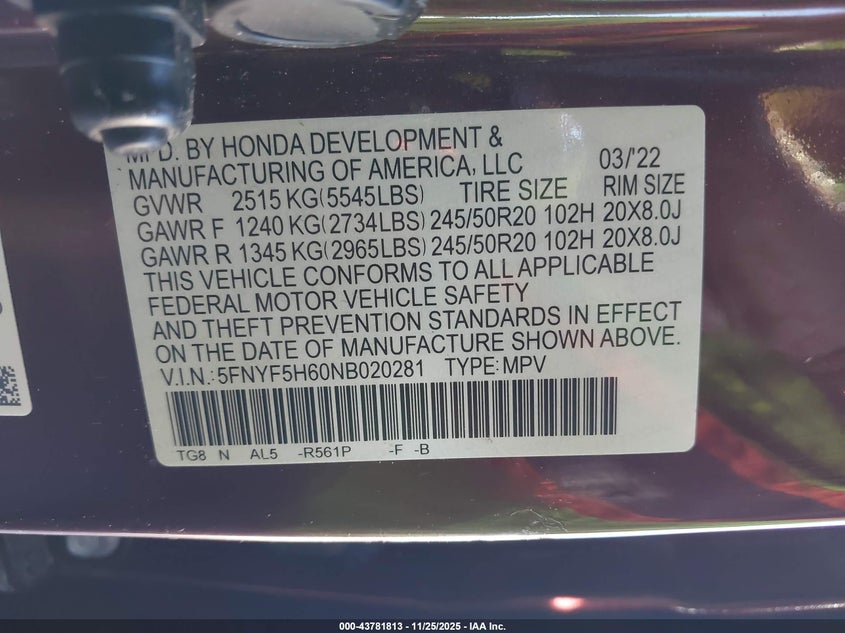 MFD. BY HONDA DEVELOPMENT &
MANUFACTURING OF AMERICA, LLC 03/'22
GVWR 2515 KG(5545LBS) TIRE SIZE RIM SIZE
GAWR F 1240 KG(2734LBS) 245/50R20 102H 20X8.0J
GAWR R 1345 KG(2965LBS) 245/50R20 102H 20X8.0J
THIS VEHICLE CONFORMS TO ALL APPLICABLE
FEDERAL MOTOR VEHICLE SAFETY
AND THEFT PREVENTION STANDARDS IN EFFECT
ON THE DATE OF MANUFACTURE SHOWN ABOVE.
V.I.N.:5FNYF5H60NB020281 TYPE:MPV
TG8 N AL5 -R561P -F -B
000-43781813 - 11/25/2025 - IAA Inc.